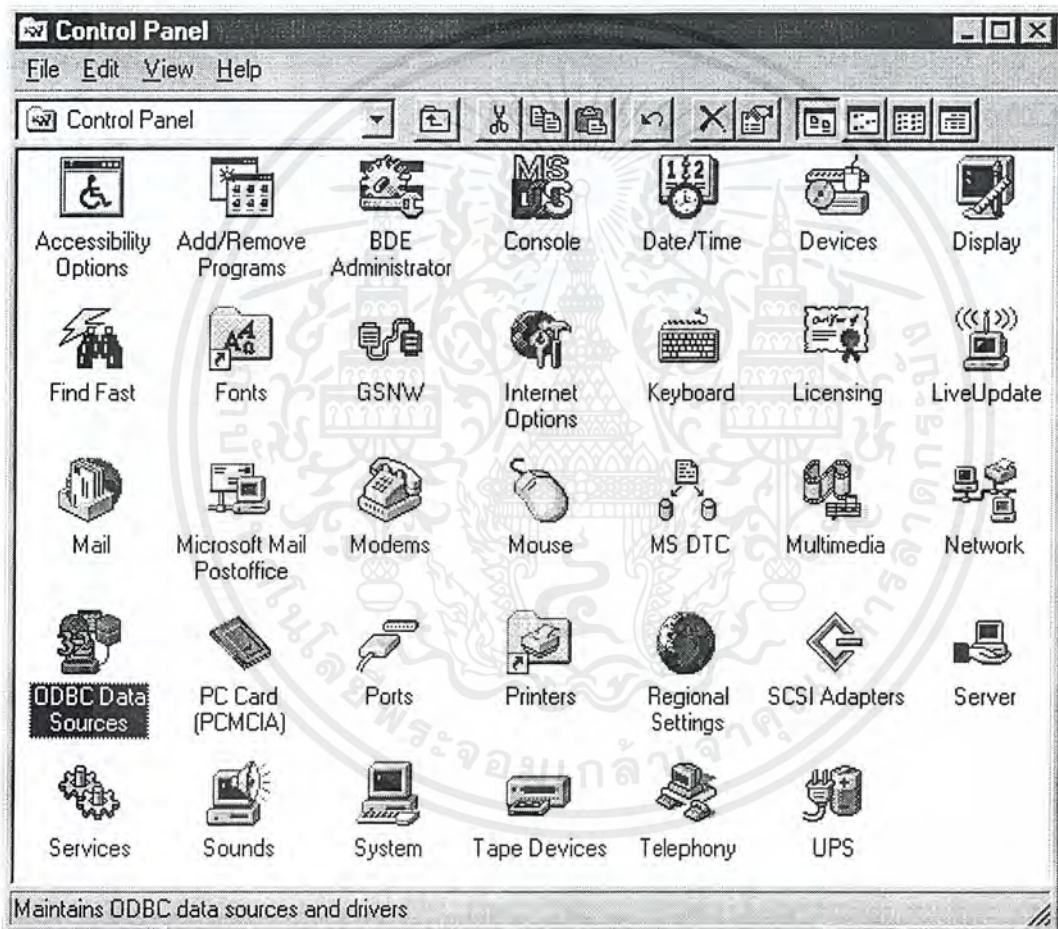 Control Panel
File Edit View Help
Control Panel
Accessibility Options
Add/Remove Programs
BDE Administrator
MS DOS
Console
Date/Time
Devices
Display
Find Fast
Fonts
GSNW
Internet Options
Keyboard
Licensing
LiveUpdate
Mail
Microsoft Mail Postoffice
Modems
Mouse
MS DTC
Multimedia
Network
32
ODBC Data Sources
PC Card (PCMCIA)
Ports
Printers
Regional Settings
SCSI Adapters
Server
Services
Sounds
System
Tape Devices
Telephony
UPS
Maintains ODBC data sources and drivers